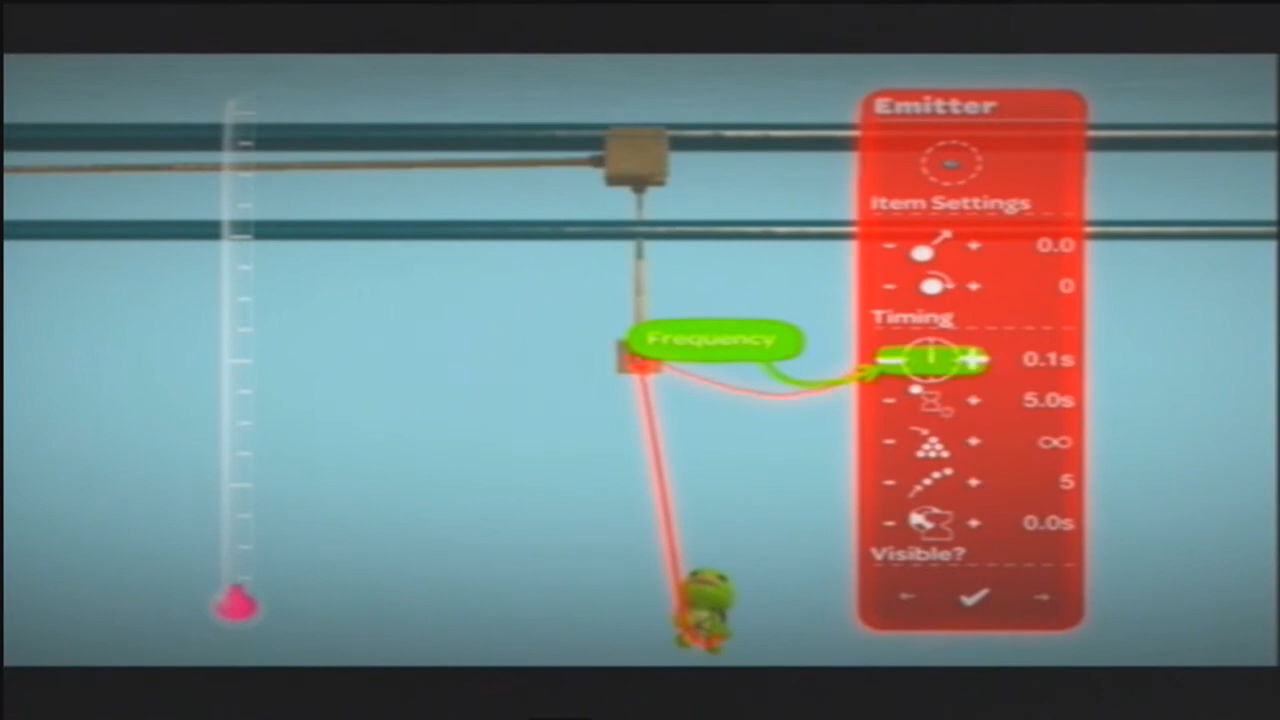 Emitter
Item Settings
- + 0.0
- + 0
Timing
Frequency
- + 0.1s
- + 5.0s
- + ∞
- + 5
- + 0.0s
Visible?